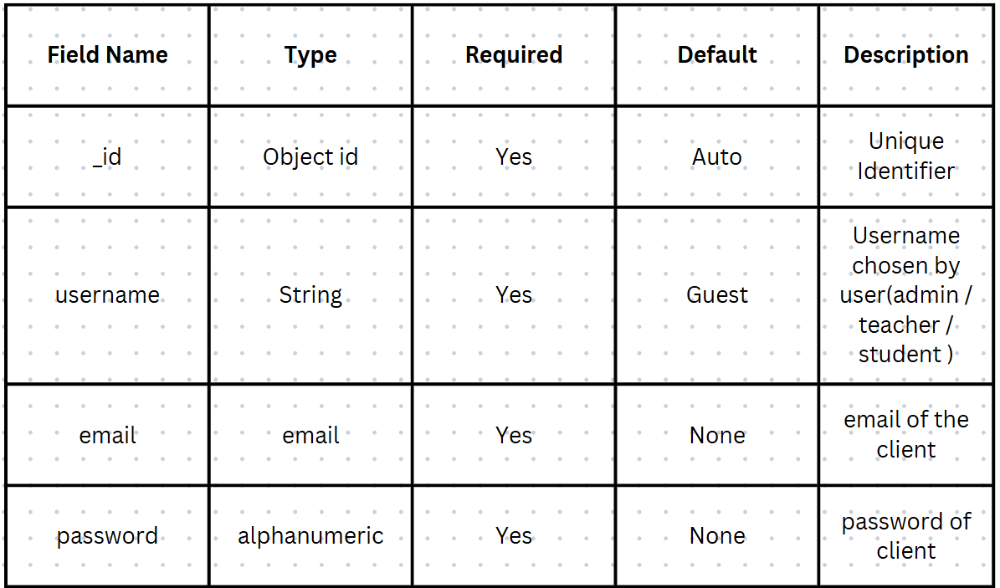 Field Name Type Required Default Description
_id Object id Yes Auto Unique
Identifier
username String Yes Guest Username
chosen by
user(admin /
teacher /
student )
email email Yes None email of the
client
password alphanumeric Yes None password of
client